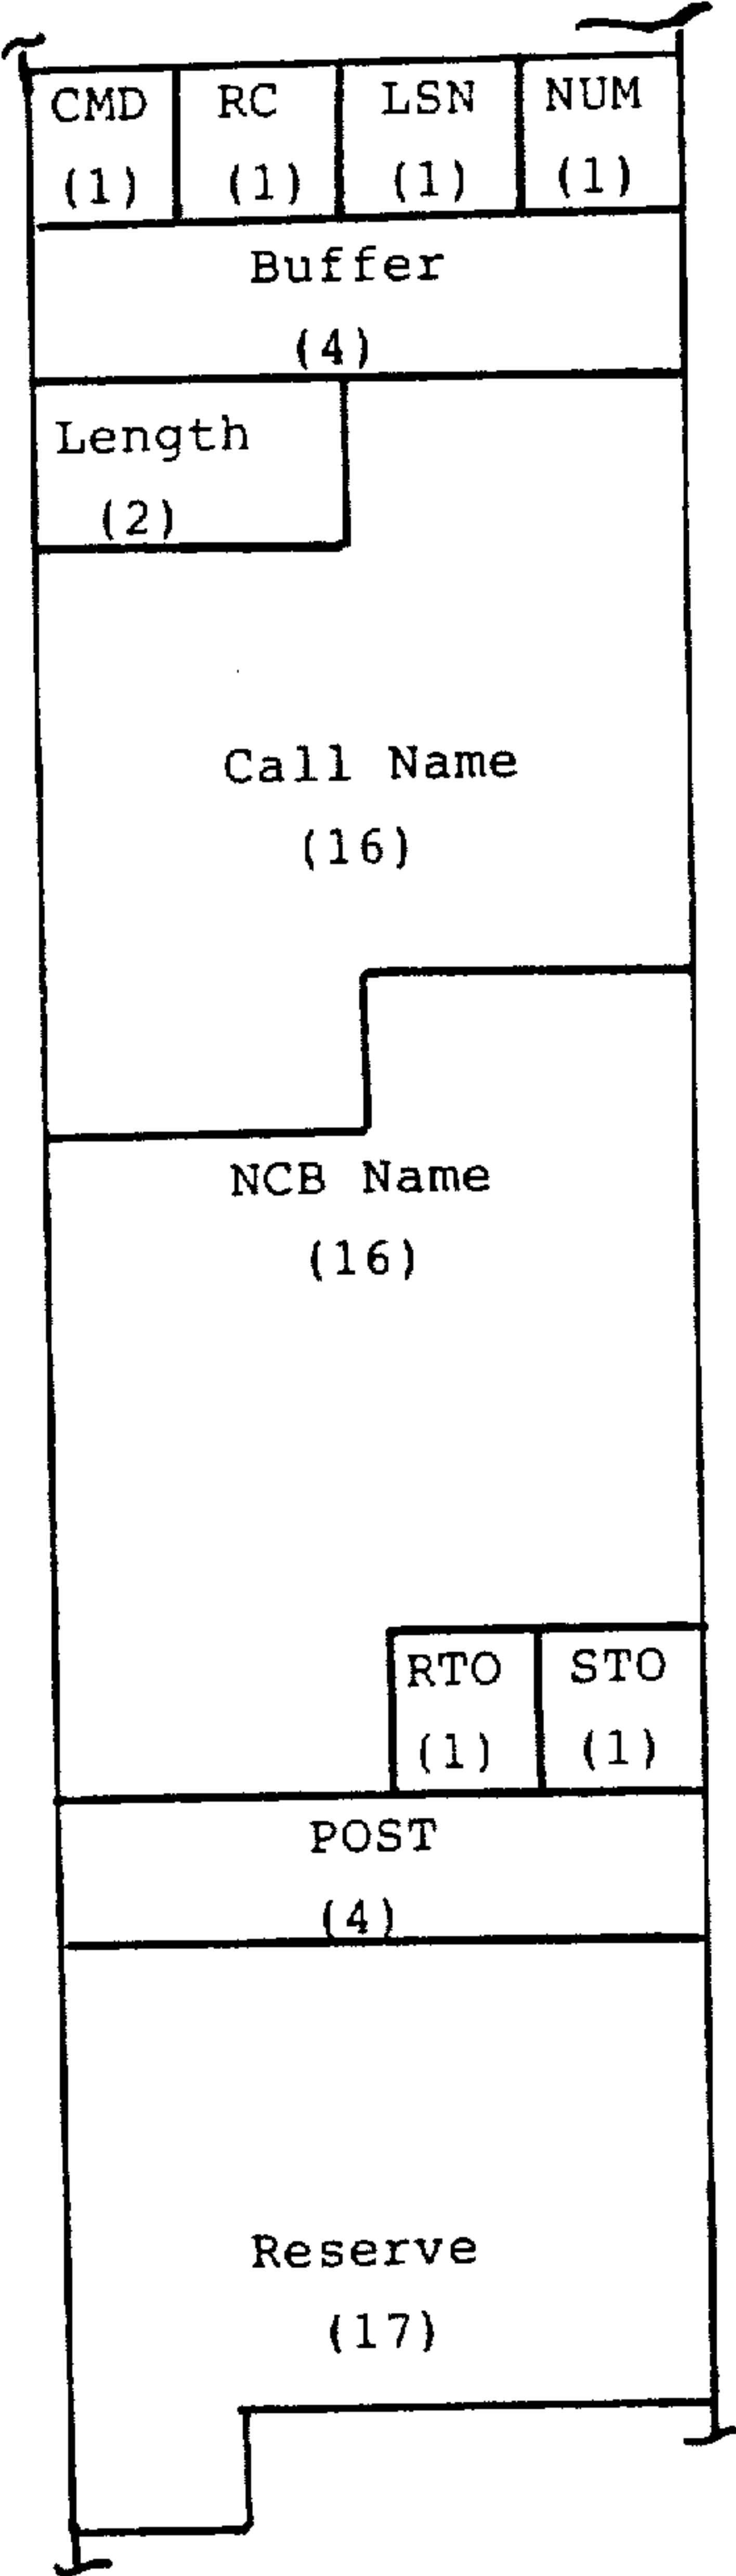 CMD RC LSN NUM
(1) (1) (1) (1)
Buffer
(4)
Length
(2)
Call Name
(16)
NCB Name
(16)
RTO STO
(1) (1)
POST
(4)
Reserve
(17)